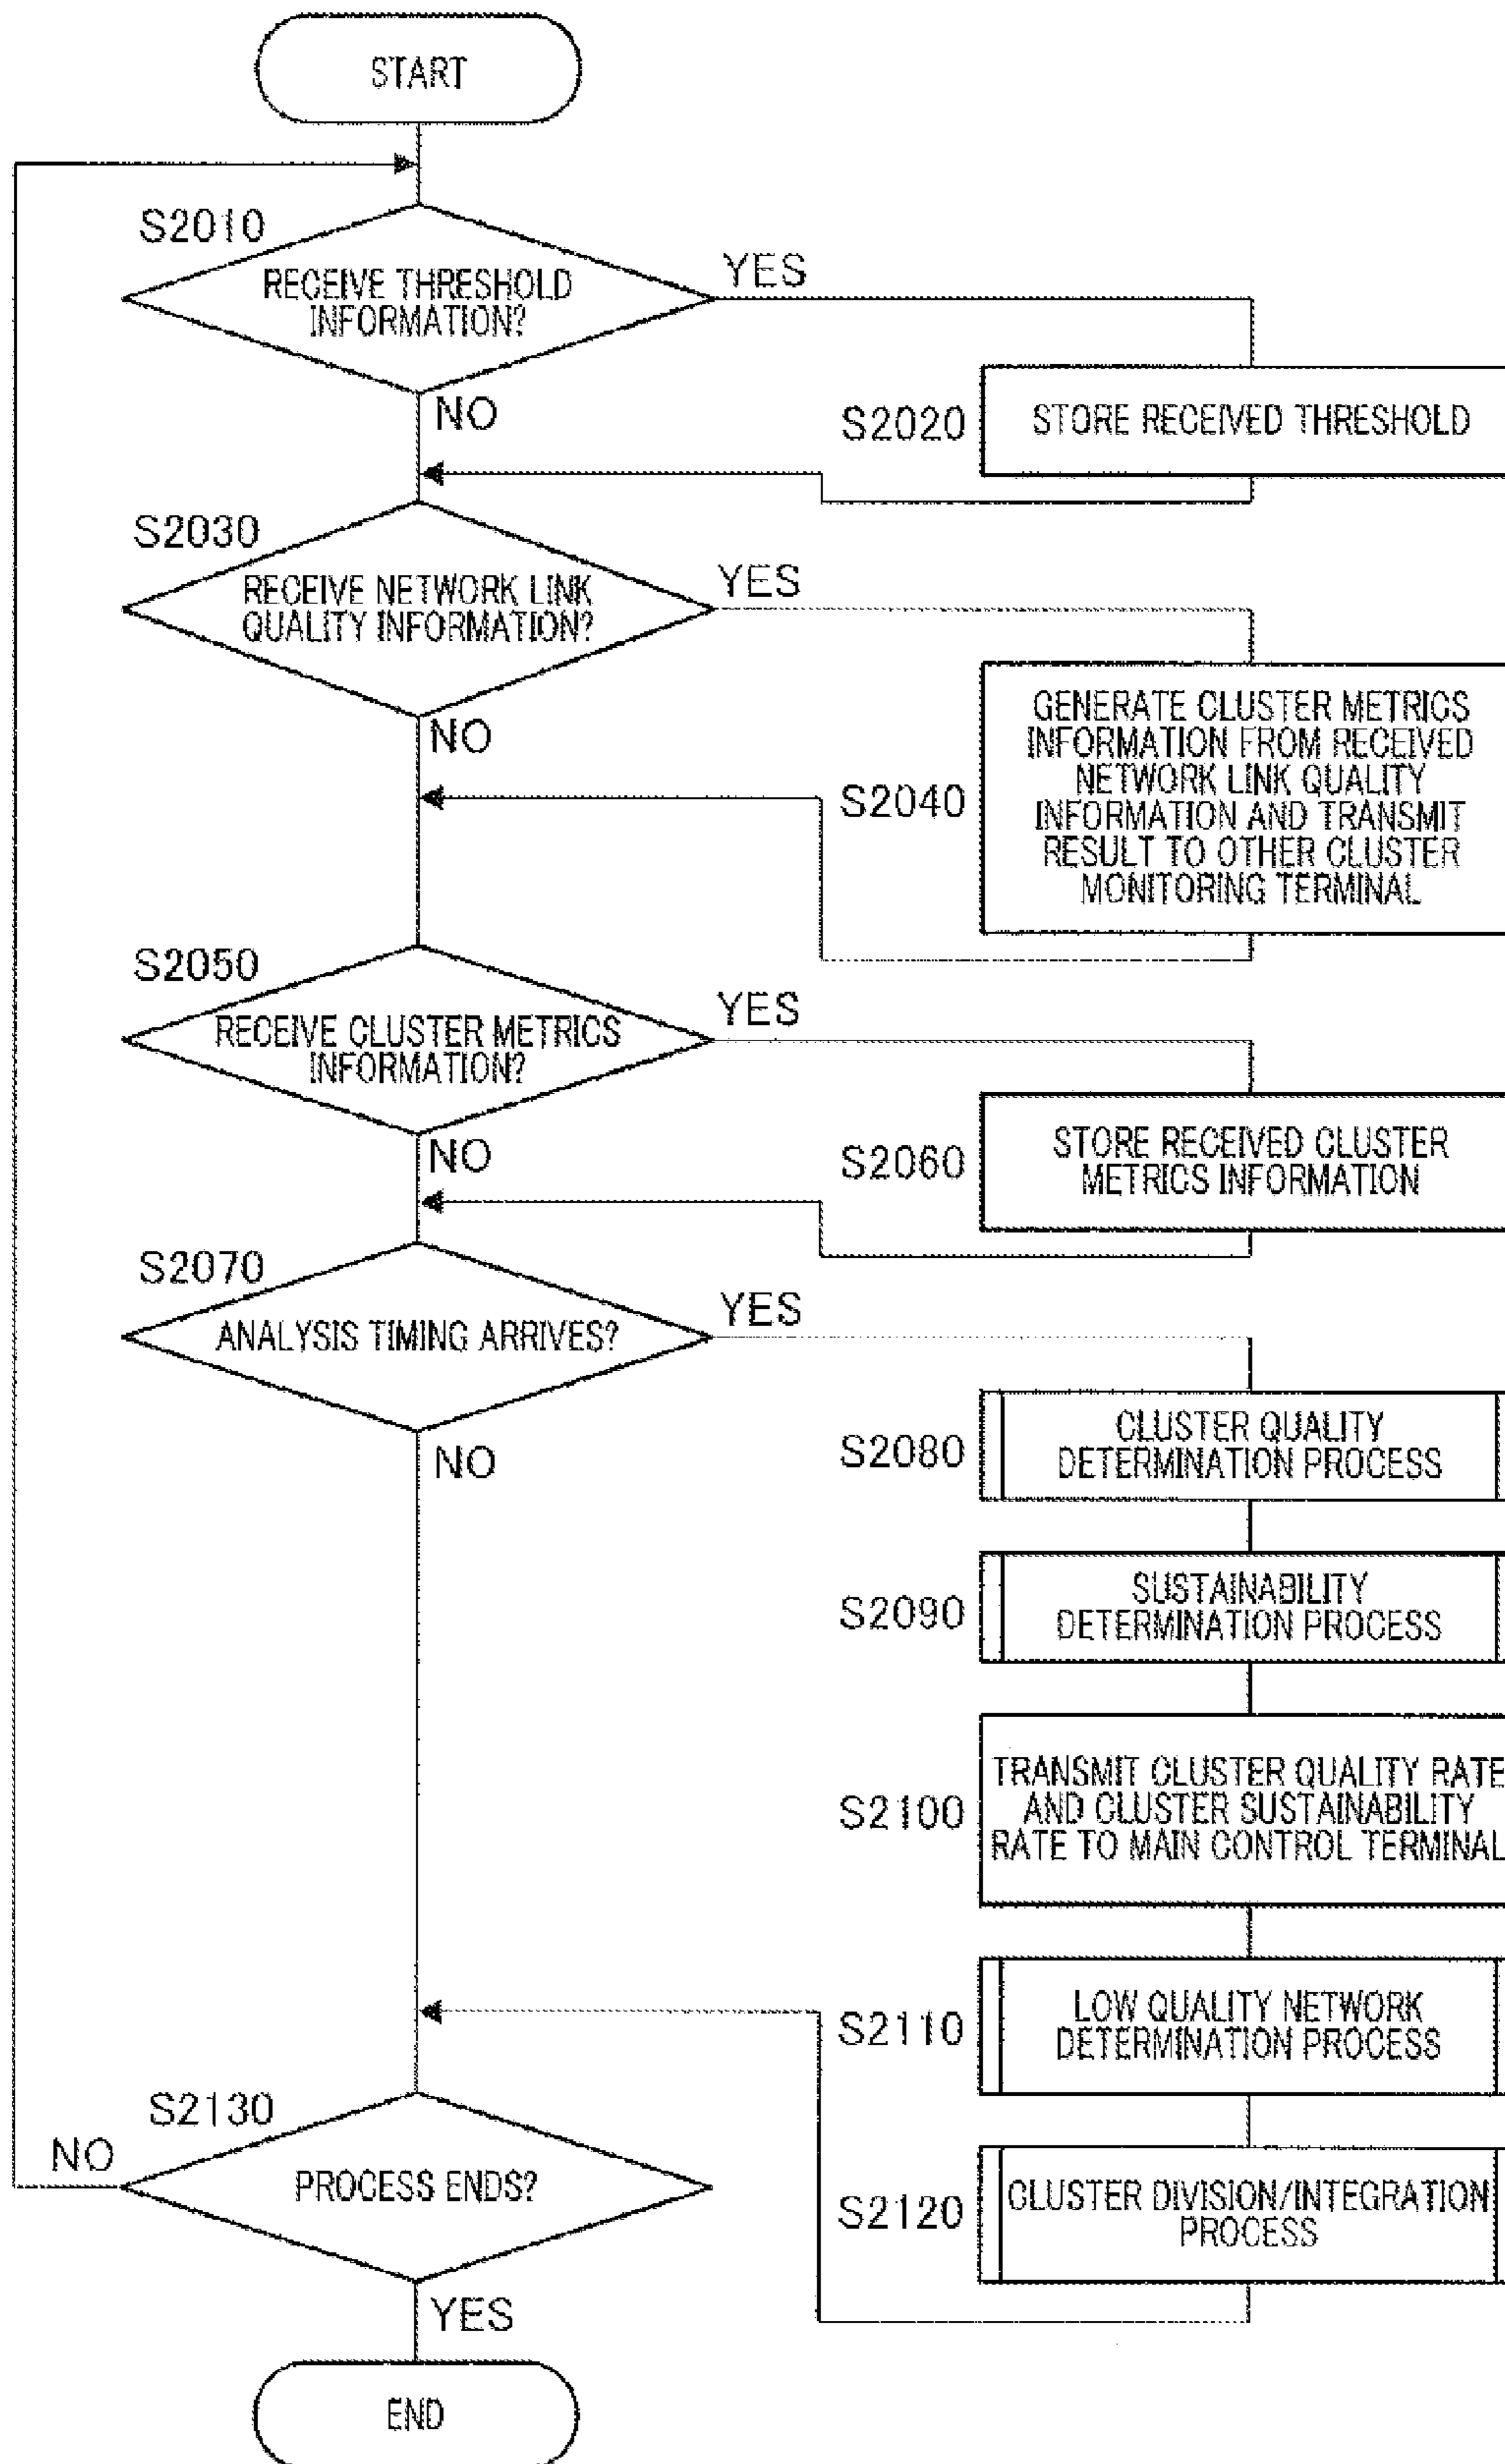 START
S2010
RECEIVE THRESHOLD
INFORMATION?
YES
NO
S2020
STORE RECEIVED THRESHOLD
S2030
RECEIVE NETWORK LINK
QUALITY INFORMATION?
YES
NO
S2040
GENERATE CLUSTER METRICS
INFORMATION FROM RECEIVED
NETWORK LINK QUALITY
INFORMATION AND TRANSMIT
RESULT TO OTHER CLUSTER
MONITORING TERMINAL
S2050
RECEIVE CLUSTER METRICS
INFORMATION?
YES
NO
S2060
STORE RECEIVED CLUSTER
METRICS INFORMATION
S2070
ANALYSIS TIMING ARRIVES?
YES
NO
S2080
CLUSTER QUALITY
DETERMINATION PROCESS
S2090
SUSTAINABILITY
DETERMINATION PROCESS
S2100
TRANSMIT CLUSTER QUALITY RATE
AND CLUSTER SUSTAINABILITY
RATE TO MAIN CONTROL TERMINAL
S2110
LOW QUALITY NETWORK
DETERMINATION PROCESS
S2120
CLUSTER DIVISION/INTEGRATION
PROCESS
S2130
PROCESS ENDS?
NO
YES
END